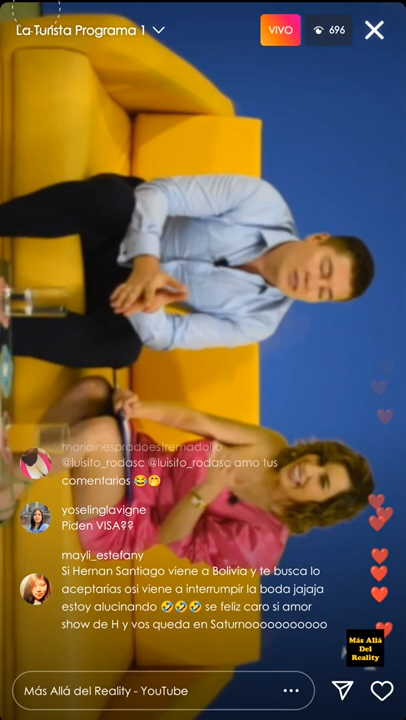 La Turista Programa 1
VIVO
696
mariainespradoestremadoiro
@luisito_rodasc @luisito_rodasc amo tus
comentarios 😂🤭
yoselinglavigne
Piden VISA??
mayli_estefany
Si Hernan Santiago viene a Bolivia y te busca lo
aceptarias osi viene a interrumpir la boda jajaja
estoy alucinando 🤣🤣🤣 se feliz caro si amor
show de H y vos queda en Saturnooooooooooo
Más Allá
Del
Reality
Más Allá del Reality - YouTube